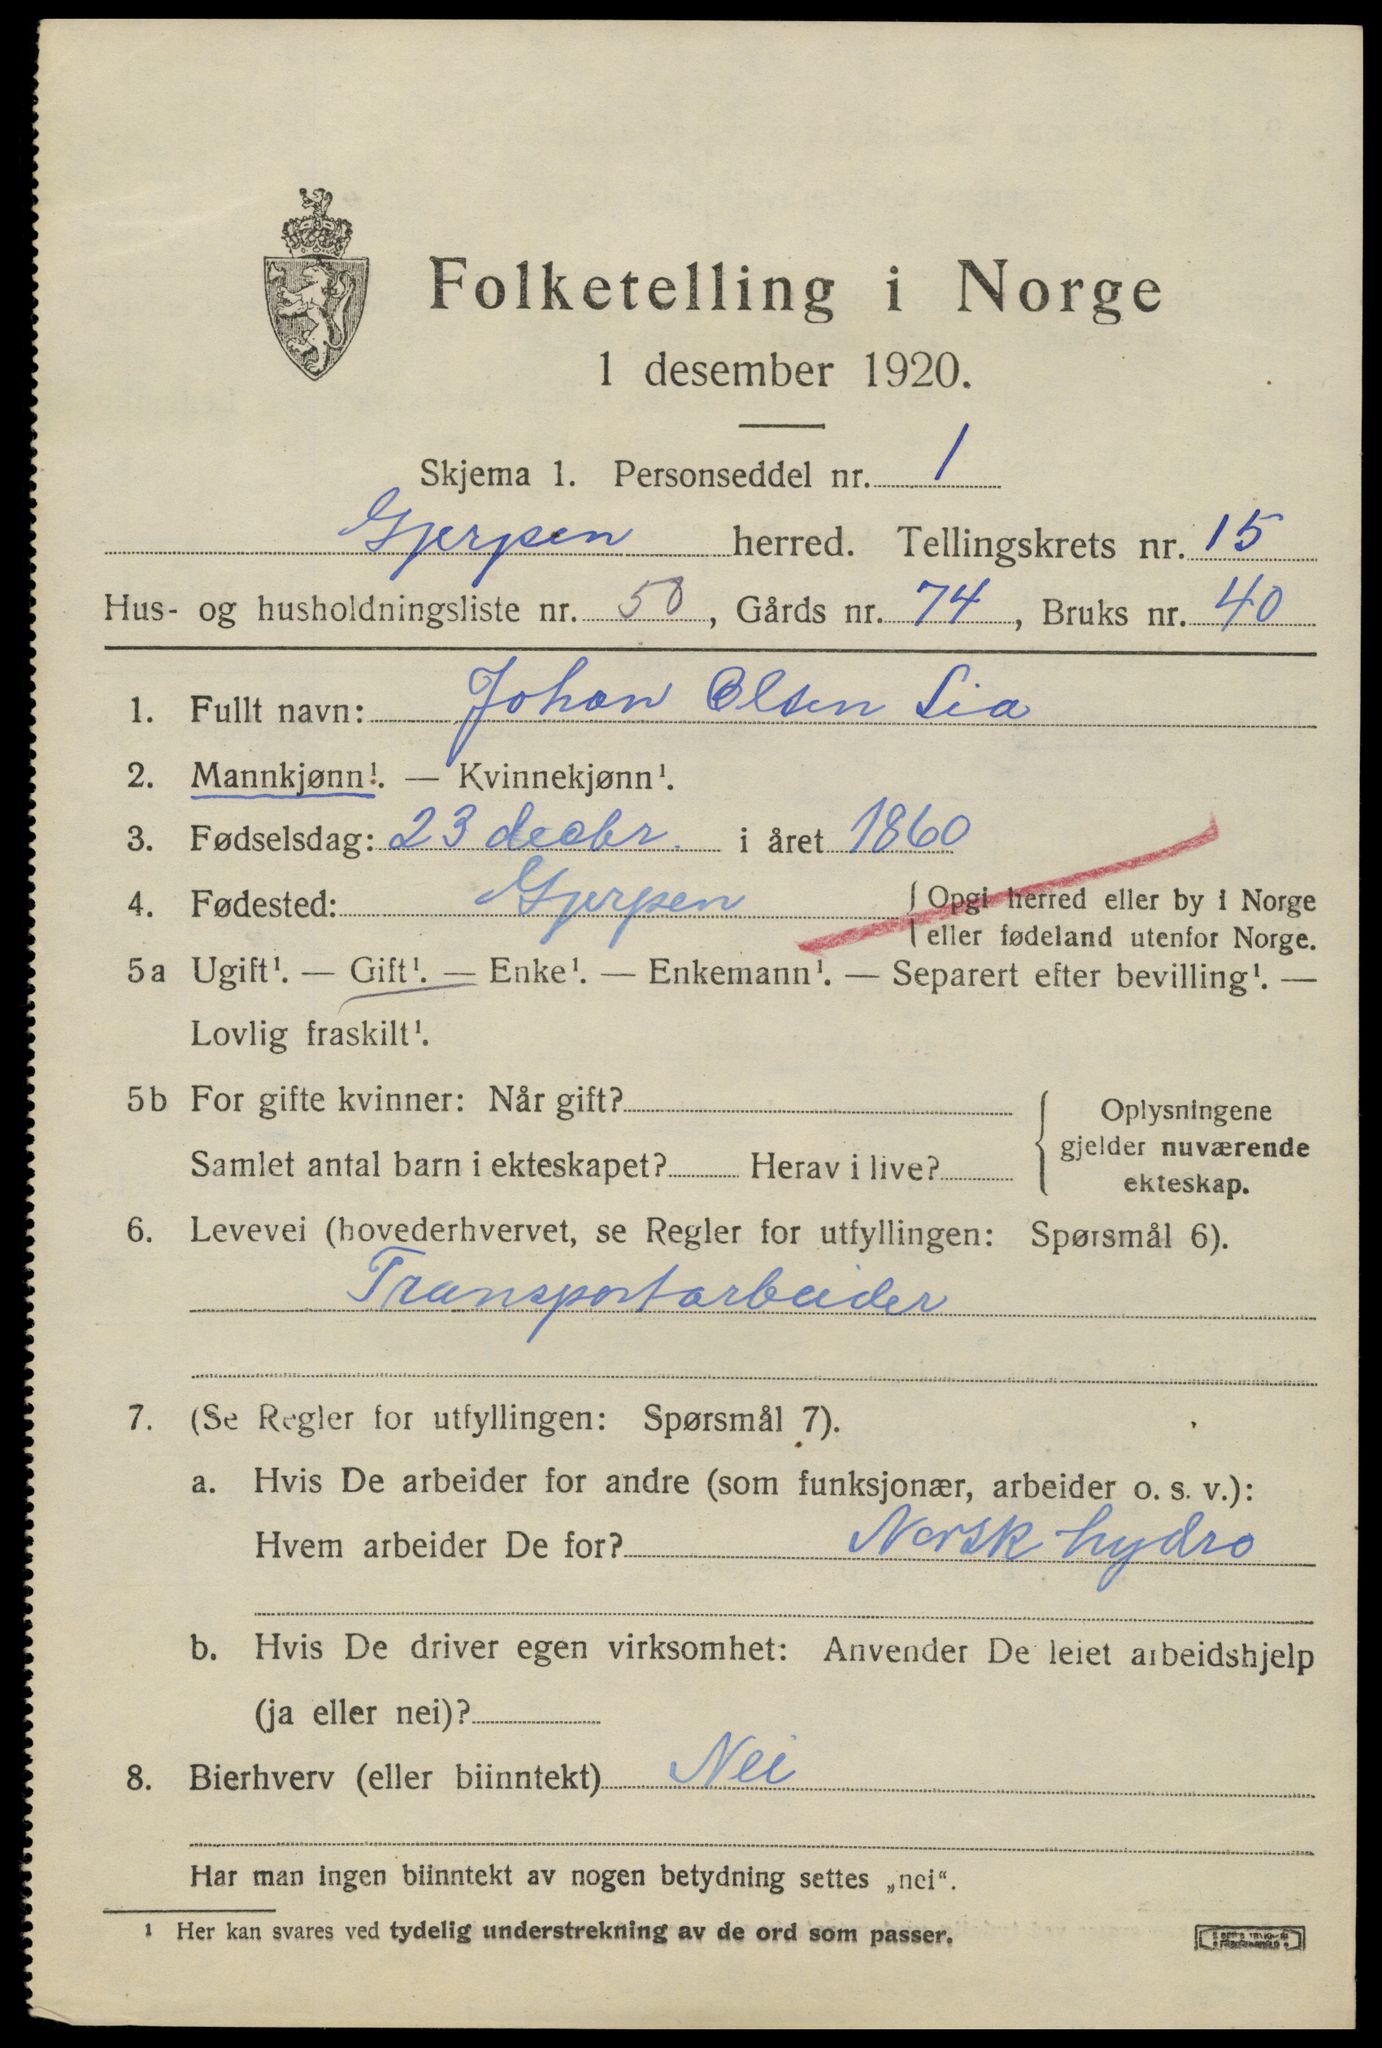 Folketelling i Norge
1 desember 1920.
Skjema 1. Personseddel nr. 1
Gjerpen herred. Tellingskrets nr. 15
Hus- og husholdningsliste nr. 50, Gårds nr. 74, Bruks nr. 40
1. Fullt navn: Johan Olsen Lia
2. Mannkjønn¹. — Kvinnekjønn¹.
3. Fødselsdag: 23 decbr. i året 1860
4. Fødested: Gjerpen { Opgi herred eller by i Norge
eller fødeland utenfor Norge.
5a Ugift¹. — Gift¹. — Enke¹. — Enkemann¹. — Separert efter bevilling¹. —
Lovlig fraskilt¹.
5b For gifte kvinner: Når gift?
Samlet antal barn i ekteskapet? Herav i live?
{ Oplysningene
gjelder nuværende
ekteskap.
6. Levevei (hovederhvervet, se Regler for utfyllingen: Spørsmål 6).
Transportarbeider
7. (Se Regler for utfyllingen: Spørsmål 7).
a. Hvis De arbeider for andre (som funksjonær, arbeider o. s. v.):
Hvem arbeider De for? Norsk hydro
b. Hvis De driver egen virksomhet: Anvender De leiet arbeidshjelp
(ja eller nei)?
8. Bierhverv (eller biinntekt) Nei
Har man ingen biinntekt av nogen betydning settes „nei“.
¹ Her kan svares ved tydelig understrekning av de ord som passer.